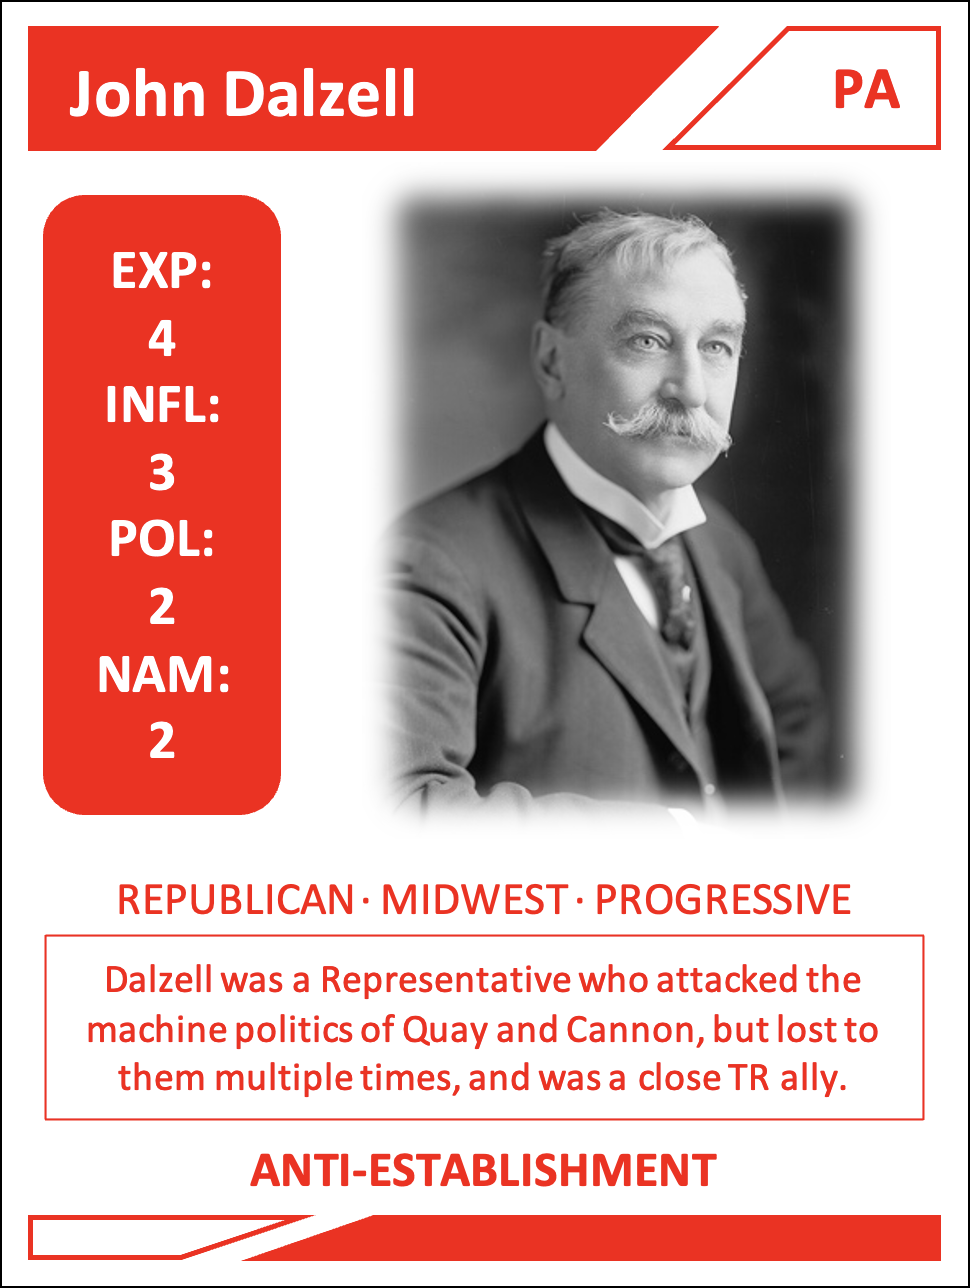 John Dalzell
PA
EXP:
4
INFL:
3
POL:
2
NAM:
2
REPUBLICAN · MIDWEST · PROGRESSIVE
Dalzell was a Representative who attacked the
machine politics of Quay and Cannon, but lost to
them multiple times, and was a close TR ally.
ANTI-ESTABLISHMENT